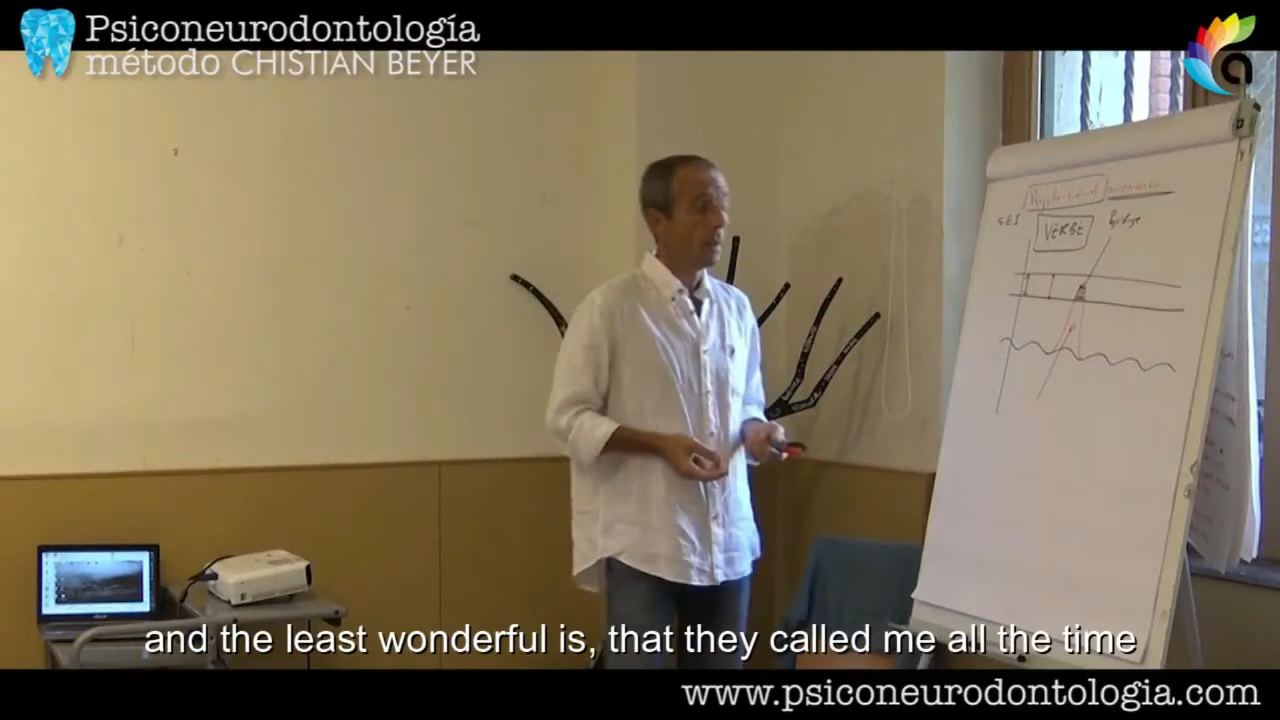 Psiconeurodontología
método CHISTIAN BEYER
a
VERBE
and the least wonderful is, that they called me all the time
www.psiconeurodontologia.com